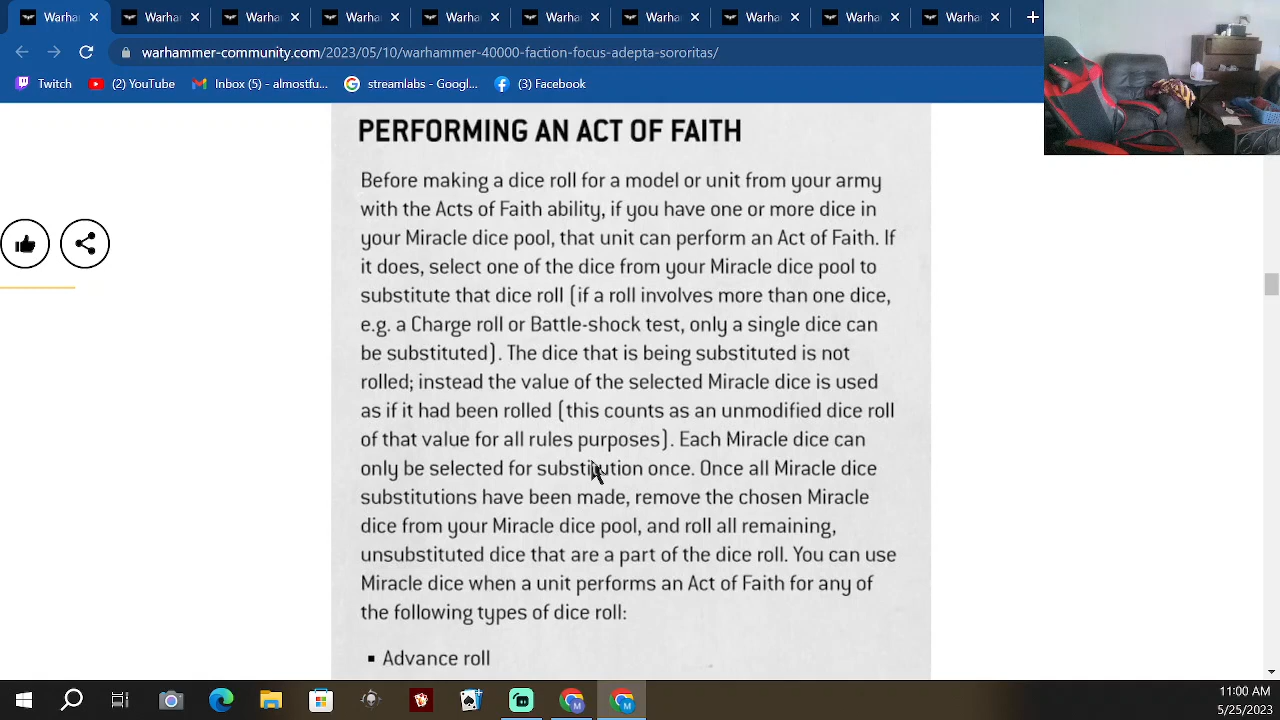 Warha
Warha
Warha
Warha
Warha
Warha
Warha
Warha
Warha
Warha
warhammer-community.com/2023/05/10/warhammer-40000-faction-focus-adepta-sororitas/
Twitch
(2) YouTube
Inbox (5) - almostfu...
streamlabs - Googl...
(3) Facebook
PERFORMING AN ACT OF FAITH
Before making a dice roll for a model or unit from your army
with the Acts of Faith ability, if you have one or more dice in
your Miracle dice pool, that unit can perform an Act of Faith. If
it does, select one of the dice from your Miracle dice pool to
substitute that dice roll (if a roll involves more than one dice,
e.g. a Charge roll or Battle-shock test, only a single dice can
be substituted). The dice that is being substituted is not
rolled; instead the value of the selected Miracle dice is used
as if it had been rolled (this counts as an unmodified dice roll
of that value for all rules purposes). Each Miracle dice can
only be selected for substitution once. Once all Miracle dice
substitutions have been made, remove the chosen Miracle
dice from your Miracle dice pool, and roll all remaining,
unsubstituted dice that are a part of the dice roll. You can use
Miracle dice when a unit performs an Act of Faith for any of
the following types of dice roll:
▪ Advance roll
11:00 AM
5/25/2023